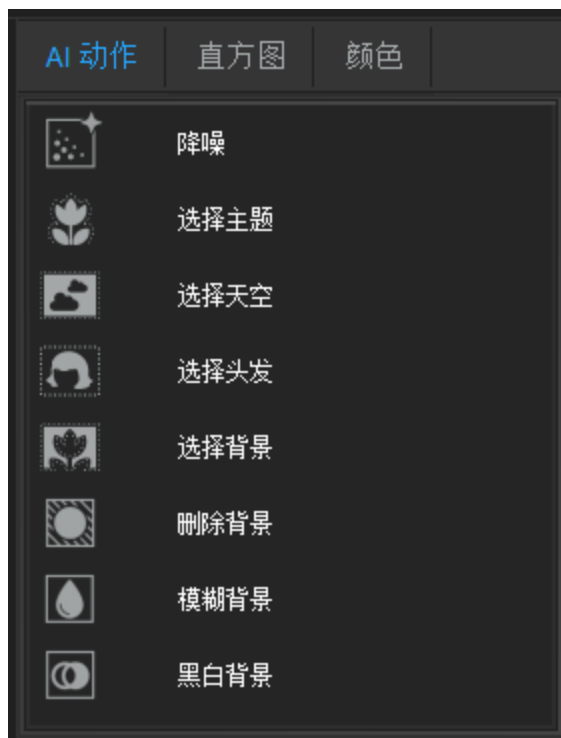 AI 动作 直方图 颜色
降噪
选择主题
选择天空
选择头发
选择背景
删除背景
模糊背景
黑白背景